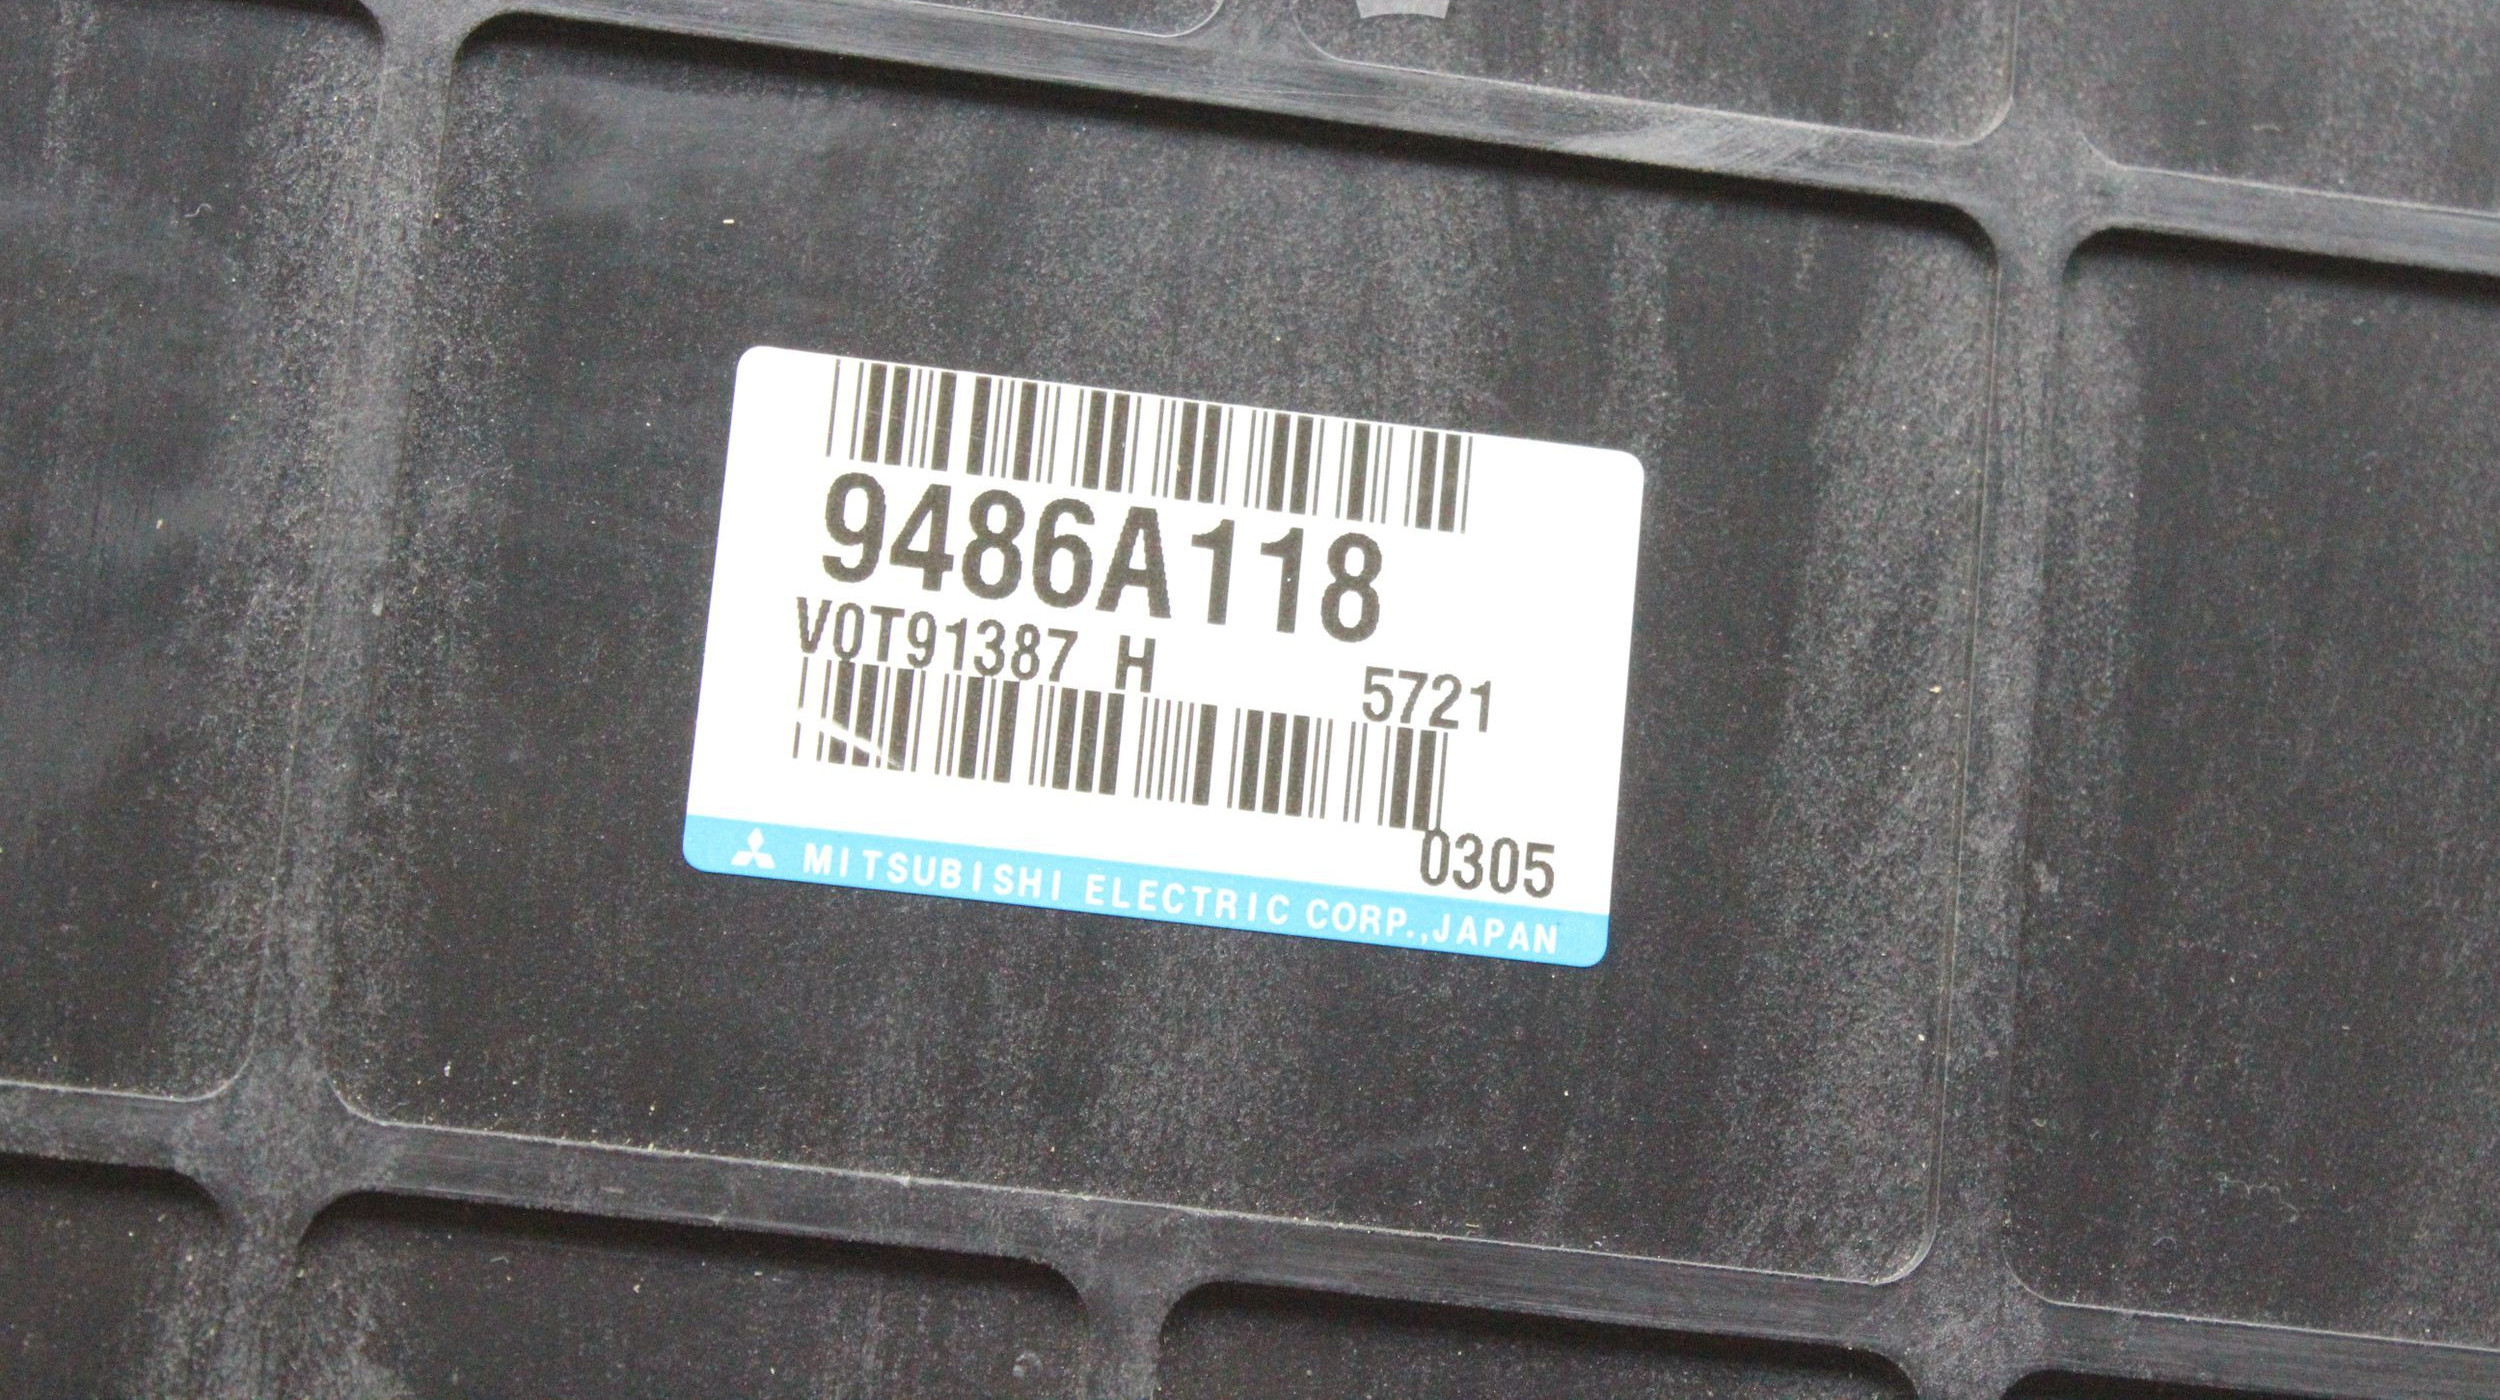 9486A118
V0T91387 H 5721
0305
MITSUBISHI ELECTRIC CORP.,JAPAN